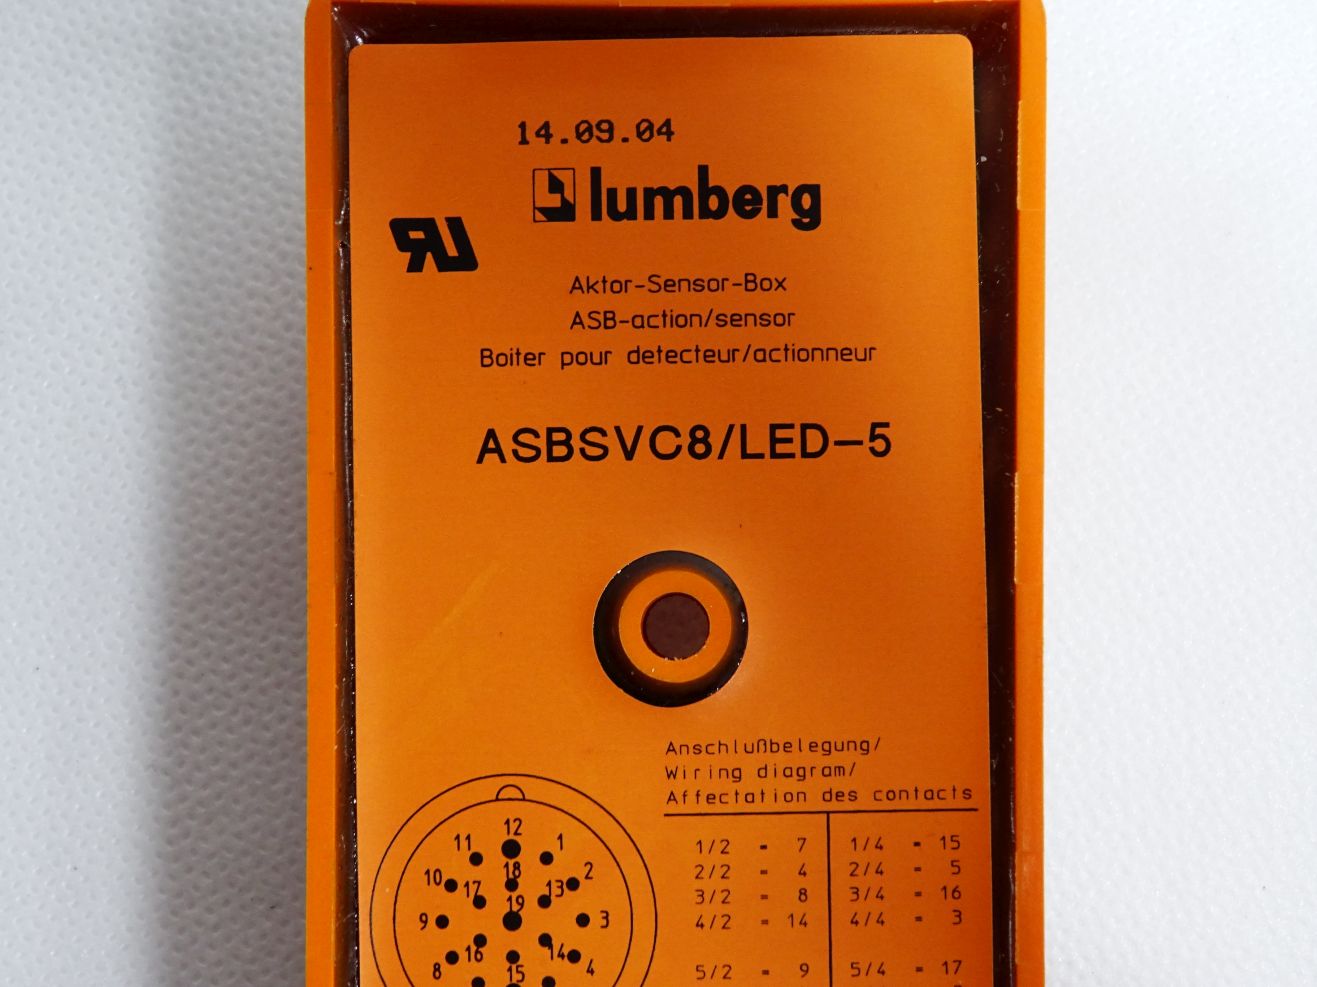 14.09.04
lumberg
RU
Aktor-Sensor-Box
ASB-action/sensor
Boiter pour detecteur/actionneur
ASBSVC8/LED-5
Anschlußbelegung/
Wiring diagram/
Affectation des contacts
1/2 = 7 1/4 = 15
2/2 = 4 2/4 = 5
3/2 = 8 3/4 = 16
4/2 = 14 4/4 = 3
5/2 = 9 5/4 = 17
12
11 1
18
10 17 13 2
19
9 3
16 14
8 15 4